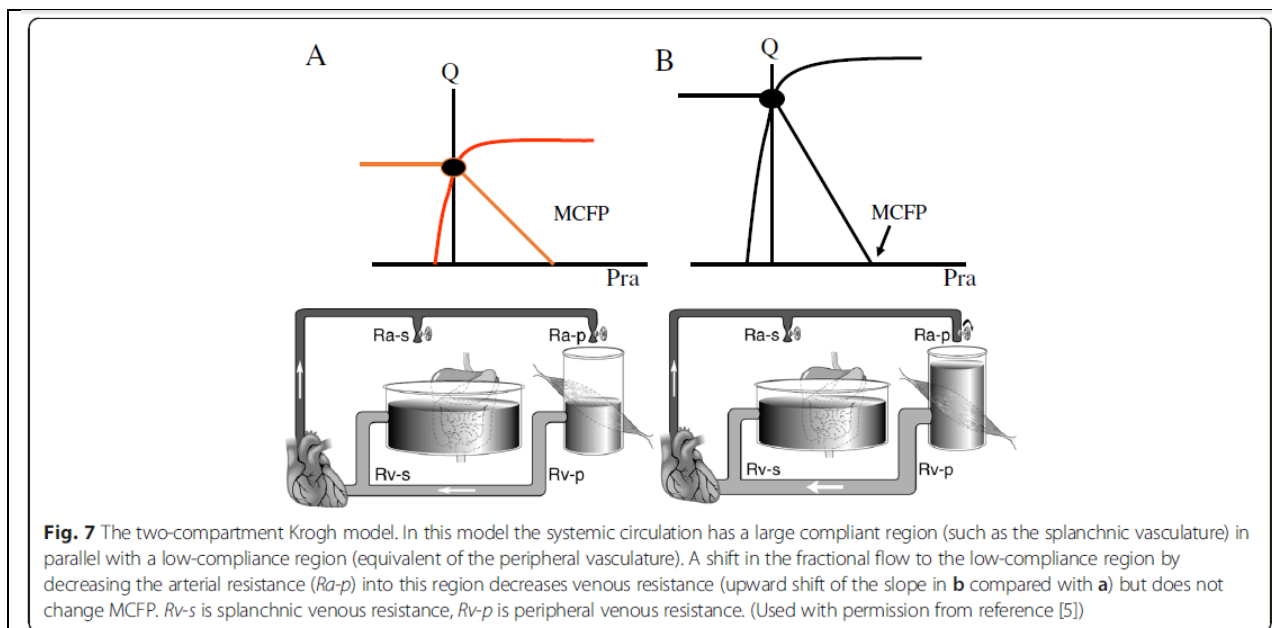 A
Q
MCFP
Pra
B
Q
MCFP
Pra
Ra-s
Ra-p
Rv-s
Rv-p
Ra-s
Ra-p
Rv-s
Rv-p
Fig. 7 The two-compartment Krogh model. In this model the systemic circulation has a large compliant region (such as the splanchnic vasculature) in
parallel with a low-compliance region (equivalent of the peripheral vasculature). A shift in the fractional flow to the low-compliance region by
decreasing the arterial resistance (Ra-p) into this region decreases venous resistance (upward shift of the slope in b compared with a) but does not
change MCFP. Rv-s is splanchnic venous resistance, Rv-p is peripheral venous resistance. (Used with permission from reference [5])